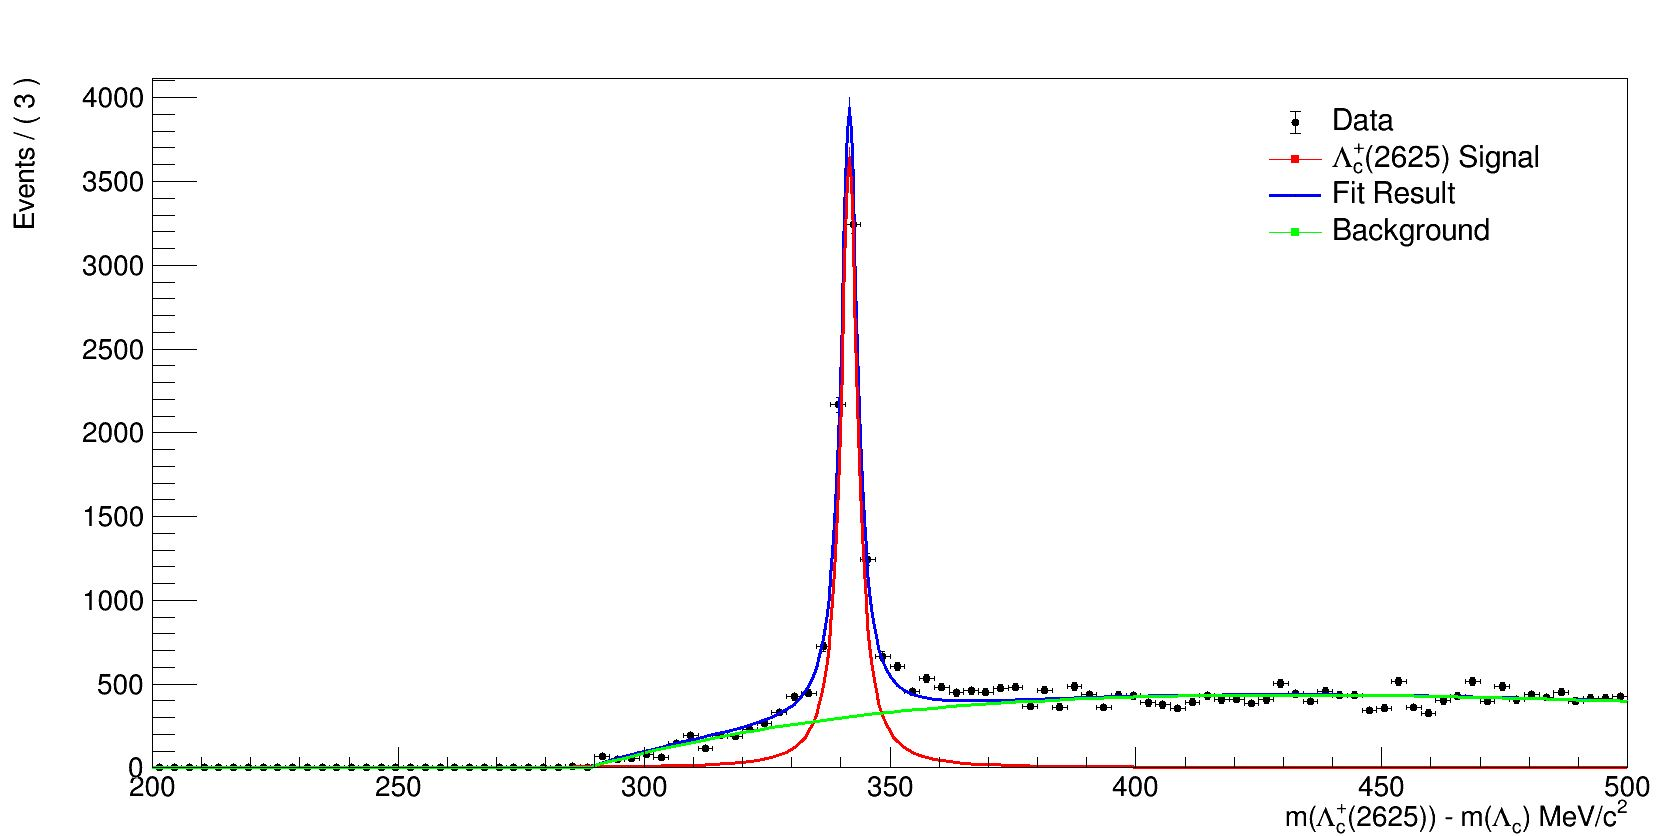 Events / ( 3 )
4000
3500
3000
2500
2000
1500
1000
500
0
200 250 300 350 400 450 500
m(Λc+(2625)) - m(Λc) MeV/c2
Data
Λc+(2625) Signal
Fit Result
Background